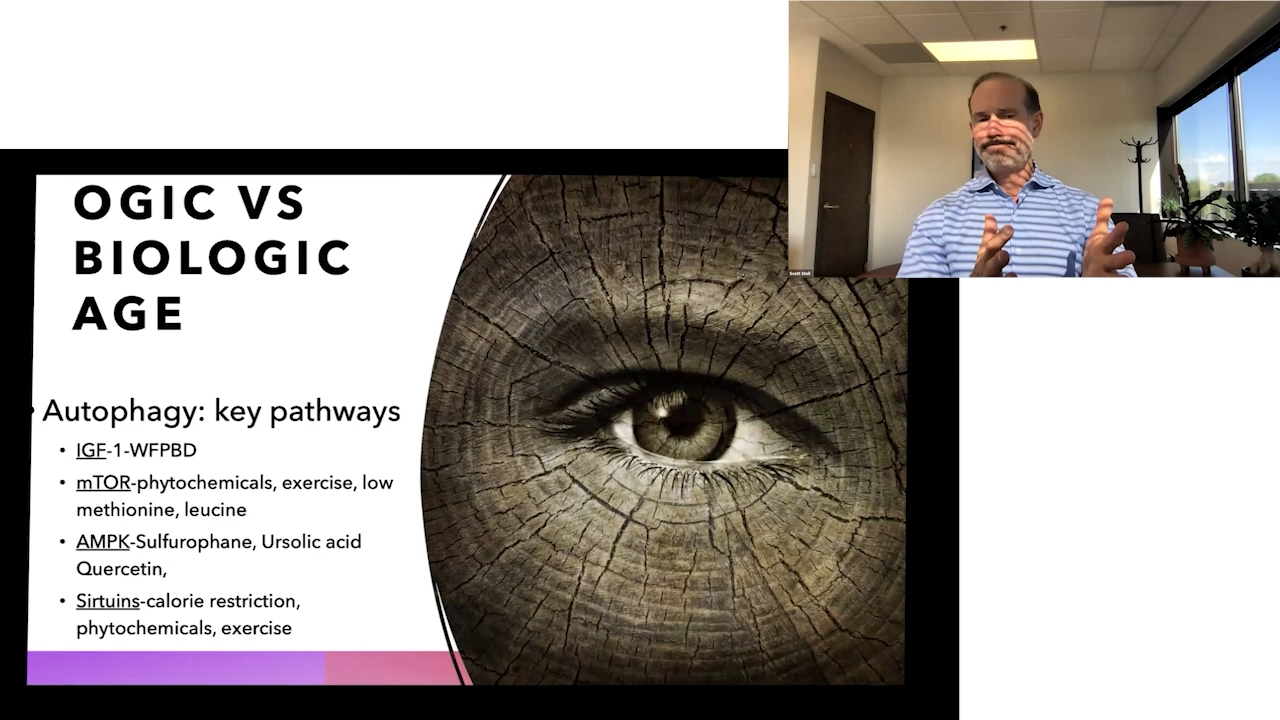 OGIC VS
BIOLOGIC
AGE
• Autophagy: key pathways
• IGF-1-WFPBD
• mTOR-phytochemicals, exercise, low
methionine, leucine
• AMPK-Sulfurophane, Ursolic acid
Quercetin,
• Sirtuins-calorie restriction,
phytochemicals, exercise
Scott Stoll